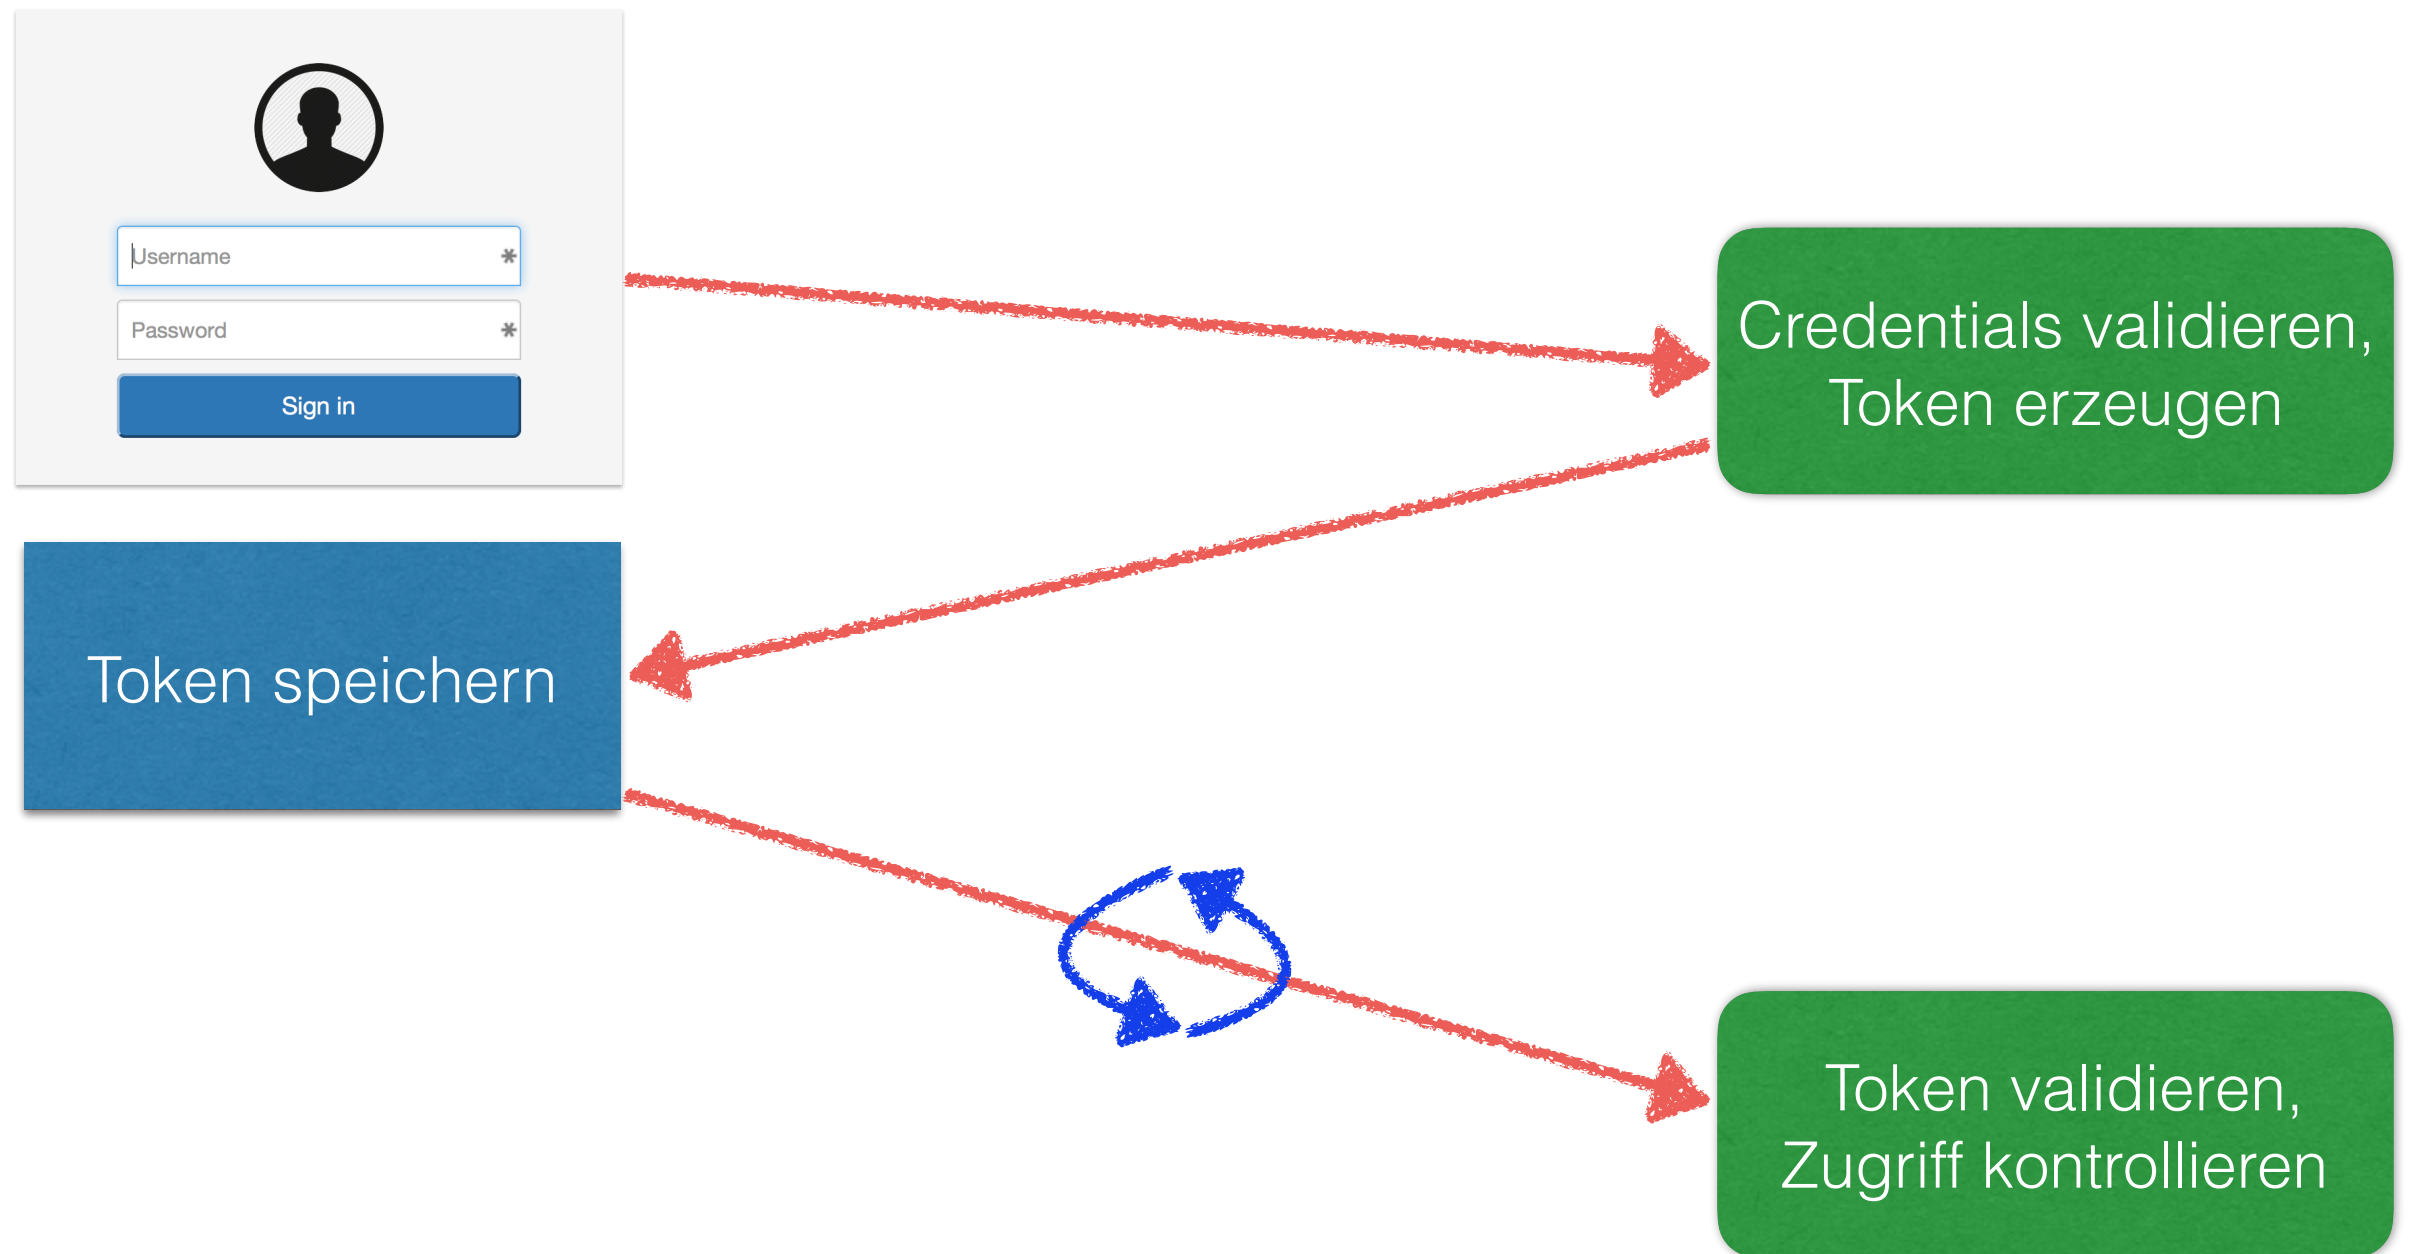 Username *
Password *
Sign in
Credentials validieren,
Token erzeugen
Token speichern
Token validieren,
Zugriff kontrollieren